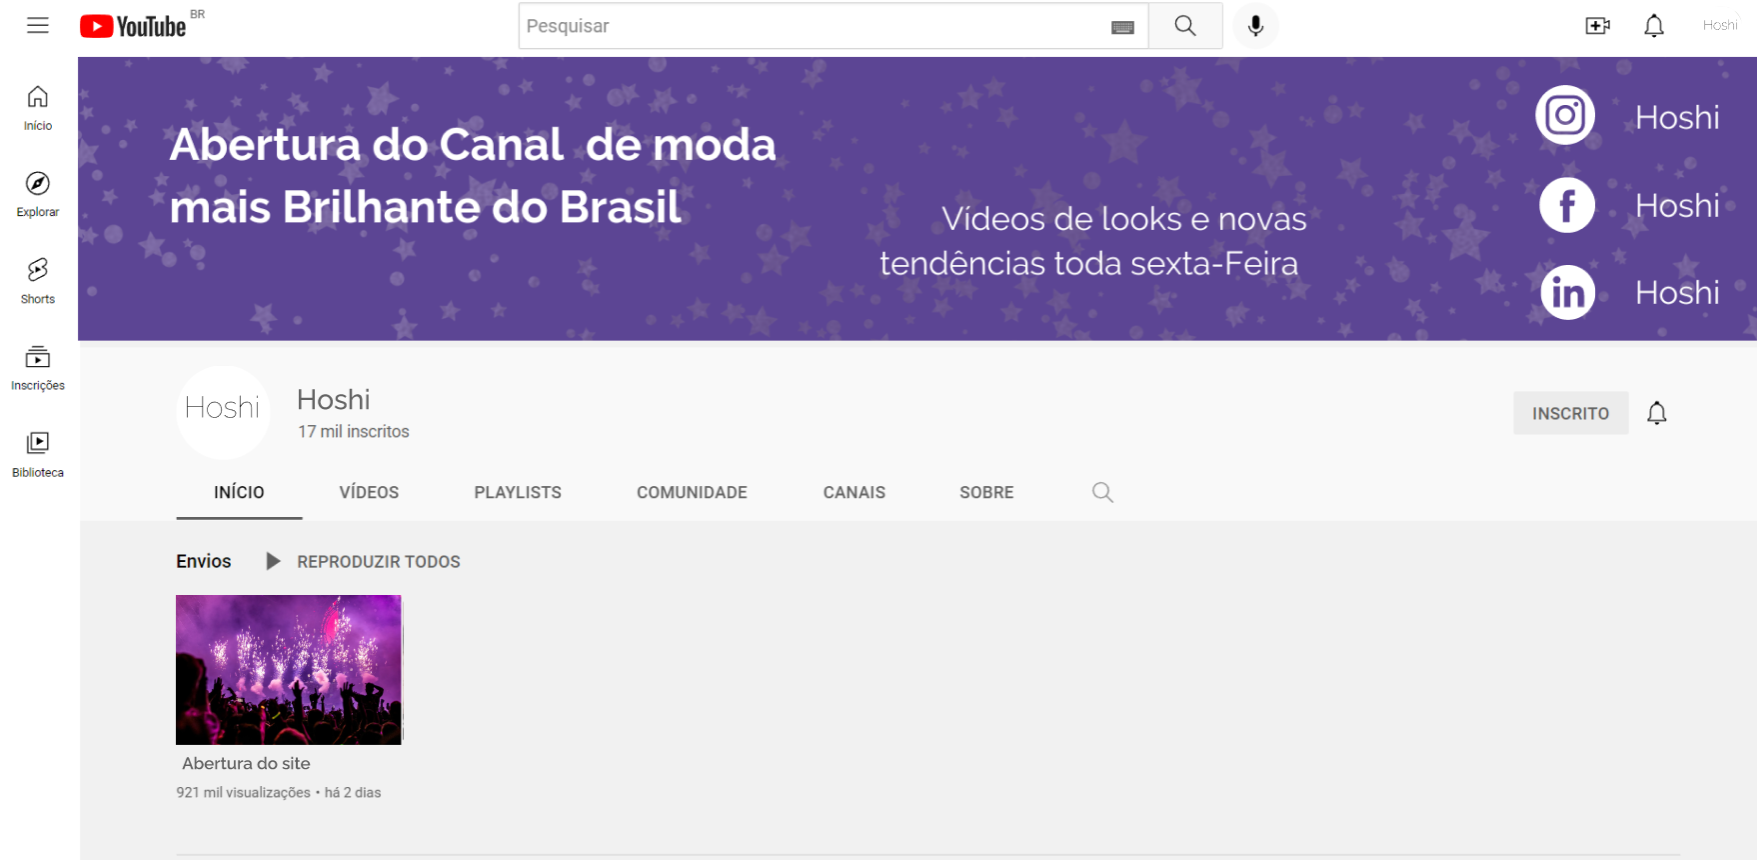 YouTube BR
Pesquisar
Hoshi
Início
Explorar
Shorts
Inscrições
Biblioteca
Abertura do Canal de moda
mais Brilhante do Brasil
Vídeos de looks e novas
tendências toda sexta-Feira
Hoshi
Hoshi
Hoshi
Hoshi
Hoshi
17 mil inscritos
INSCRITO
INÍCIO VÍDEOS PLAYLISTS COMUNIDADE CANAIS SOBRE
Envios REPRODUZIR TODOS
Abertura do site
921 mil visualizações • há 2 dias